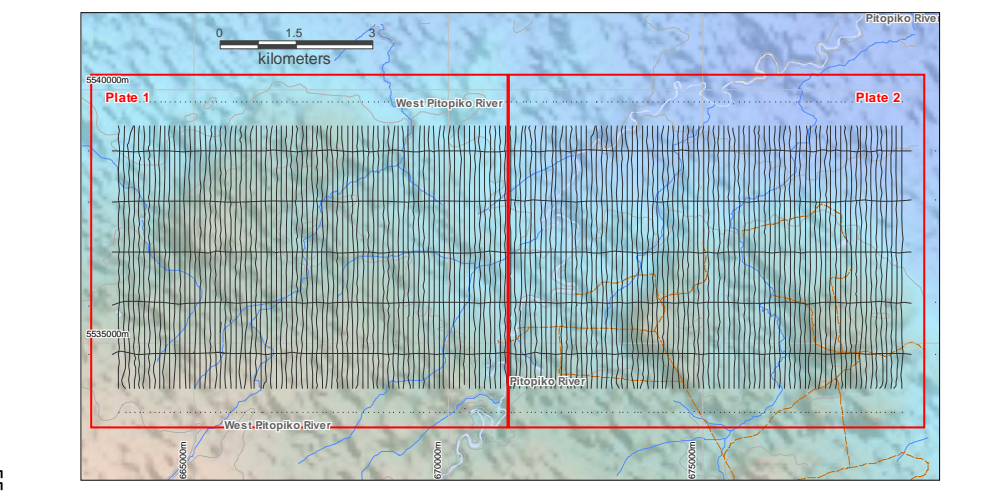 Pitopiko Rive
0 1.5 3
kilometers
5540000m
Plate 1
West Pitopiko River
Plate 2
5535000m
Pitopiko River
West Pitopiko River
665000m
670000m
675000m